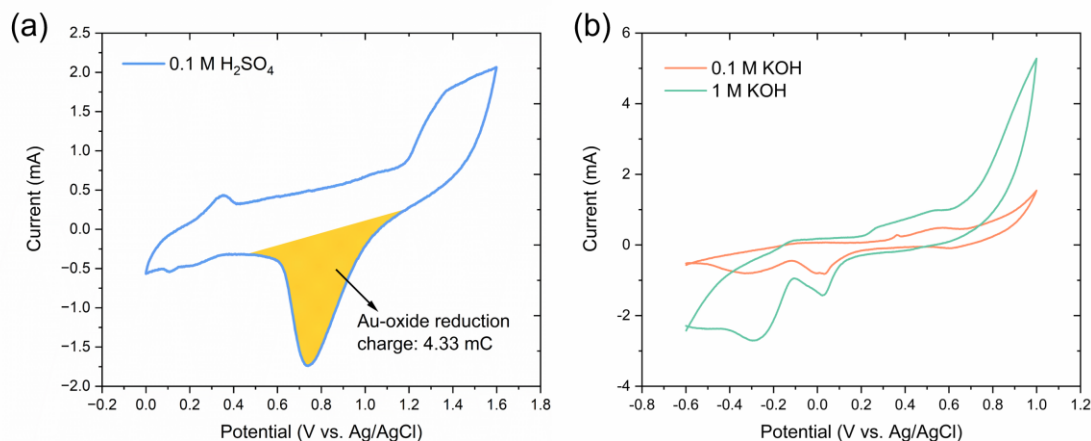 (a)
2.5
2.0
1.5
1.0
0.5
0.0
−0.5
−1.0
−1.5
−2.0
Current (mA)
0.1 M H₂SO₄
Au-oxide reduction
charge: 4.33 mC
−0.2 0.0 0.2 0.4 0.6 0.8 1.0 1.2 1.4 1.6 1.8
Potential (V vs. Ag/AgCl)
(b)
6
4
2
0
-2
-4
Current (mA)
0.1 M KOH
1 M KOH
-0.8 -0.6 -0.4 -0.2 0.0 0.2 0.4 0.6 0.8 1.0 1.2
Potential (V vs. Ag/AgCl)